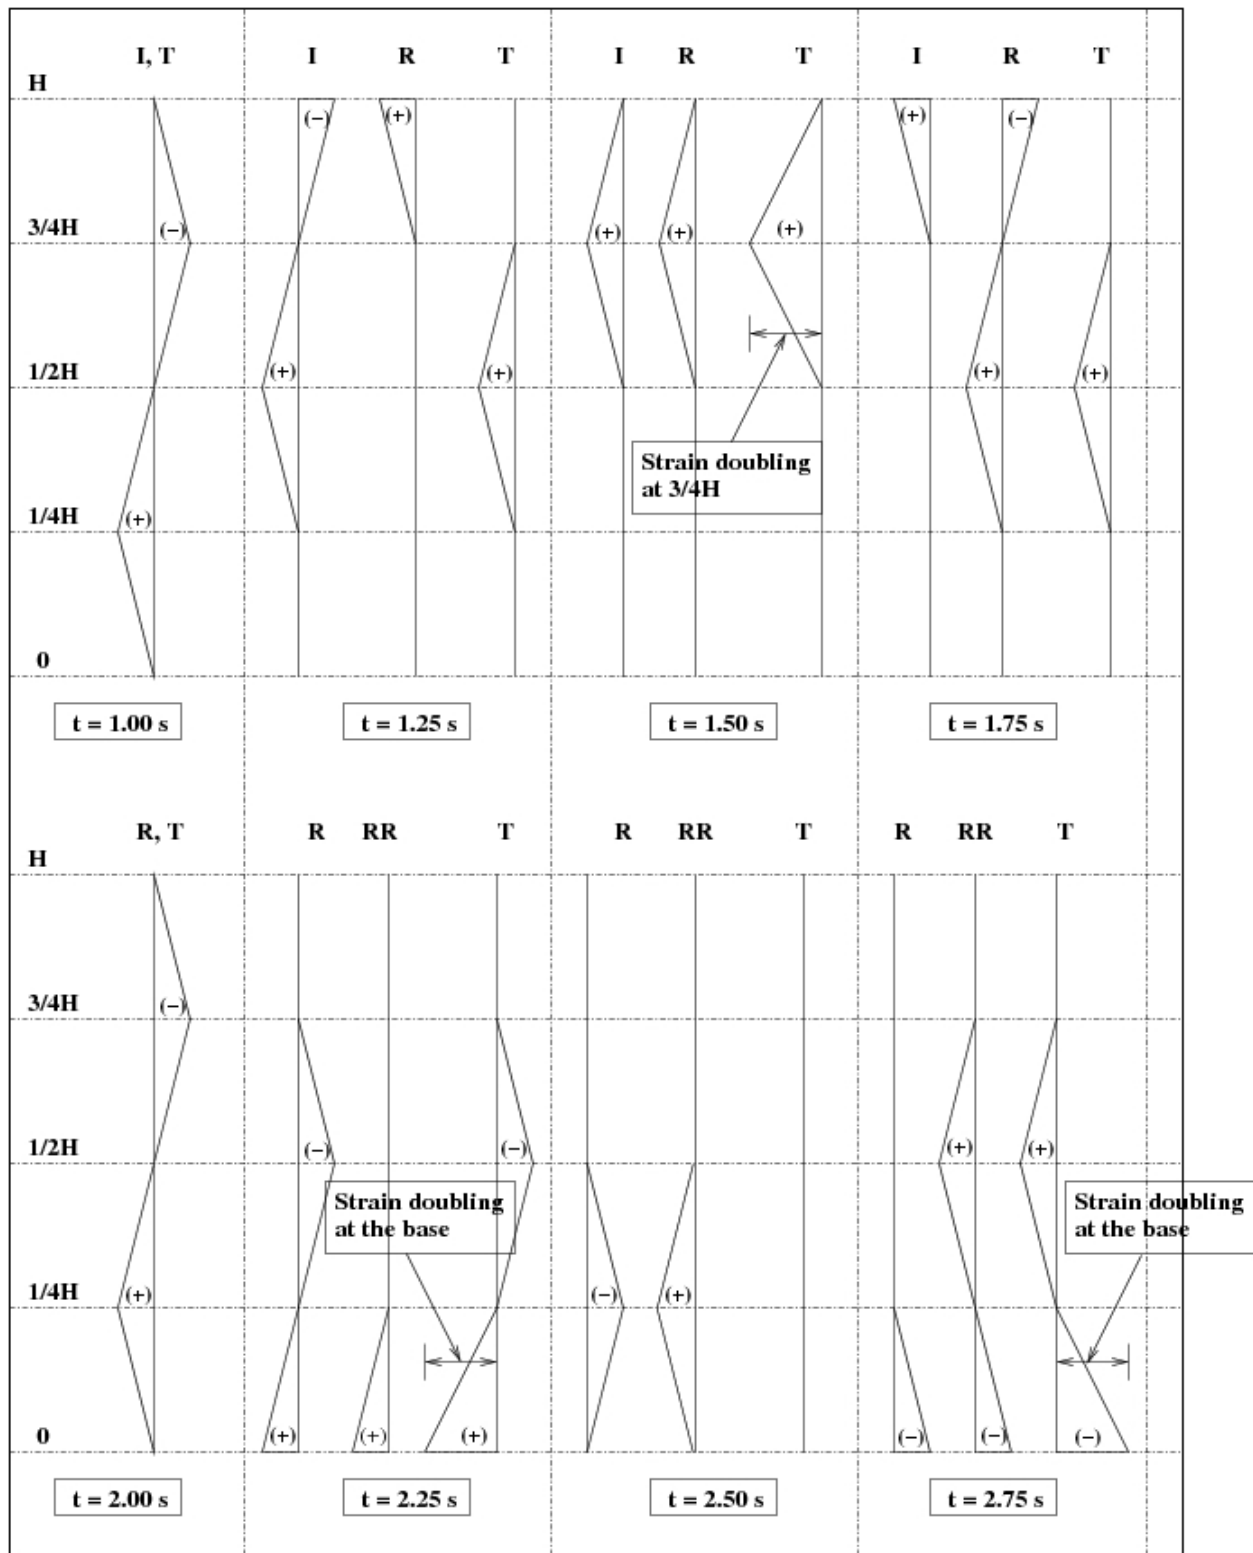 I, T I R T I R T I R T
H
(−) (+) (+)  (−)
3/4H (−) (+) (+) (+)
1/2H (+) (+) (+) (+)
Strain doubling
at 3/4H
1/4H (+)
0
t = 1.00 s t = 1.25 s t = 1.50 s t = 1.75 s
R, T R RR T R RR T R RR T
H
3/4H (−)
1/2H (−) (−) (+) (+)
Strain doubling
at the base
Strain doubling
at the base
1/4H (+) (−) (+)
0 (+) (+) (+) (−) (−) (−)
t = 2.00 s t = 2.25 s t = 2.50 s t = 2.75 s